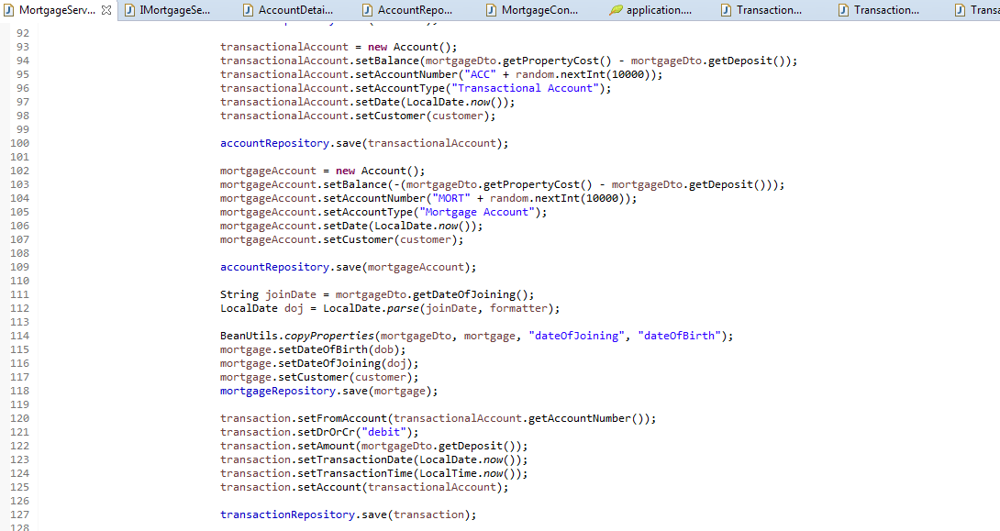 MortgageServ... IMortgageSe... AccountDetai... AccountRepo... MortgageCon... application.... Transaction... Transaction... Transa
92
93 transactionalAccount = new Account();
94 transactionalAccount.setBalance(mortgageDto.getPropertyCost() - mortgageDto.getDeposit());
95 transactionalAccount.setAccountNumber("ACC" + random.nextInt(10000));
96 transactionalAccount.setAccountType("Transactional Account");
97 transactionalAccount.setDate(LocalDate.now());
98 transactionalAccount.setCustomer(customer);
99
100 accountRepository.save(transactionalAccount);
101
102 mortgageAccount = new Account();
103 mortgageAccount.setBalance(-(mortgageDto.getPropertyCost() - mortgageDto.getDeposit()));
104 mortgageAccount.setAccountNumber("MORT" + random.nextInt(10000));
105 mortgageAccount.setAccountType("Mortgage Account");
106 mortgageAccount.setDate(LocalDate.now());
107 mortgageAccount.setCustomer(customer);
108
109 accountRepository.save(mortgageAccount);
110
111 String joinDate = mortgageDto.getDateOfJoining();
112 LocalDate doj = LocalDate.parse(joinDate, formatter);
113
114 BeanUtils.copyProperties(mortgageDto, mortgage, "dateOfJoining", "dateOfBirth");
115 mortgage.setDateOfBirth(dob);
116 mortgage.setDateOfJoining(doj);
117 mortgage.setCustomer(customer);
118 mortgageRepository.save(mortgage);
119
120 transaction.setFromAccount(transactionalAccount.getAccountNumber());
121 transaction.setDrOrCr("debit");
122 transaction.setAmount(mortgageDto.getDeposit());
123 transaction.setTransactionDate(LocalDate.now());
124 transaction.setTransactionTime(LocalTime.now());
125 transaction.setAccount(transactionalAccount);
126
127 transactionRepository.save(transaction);
128